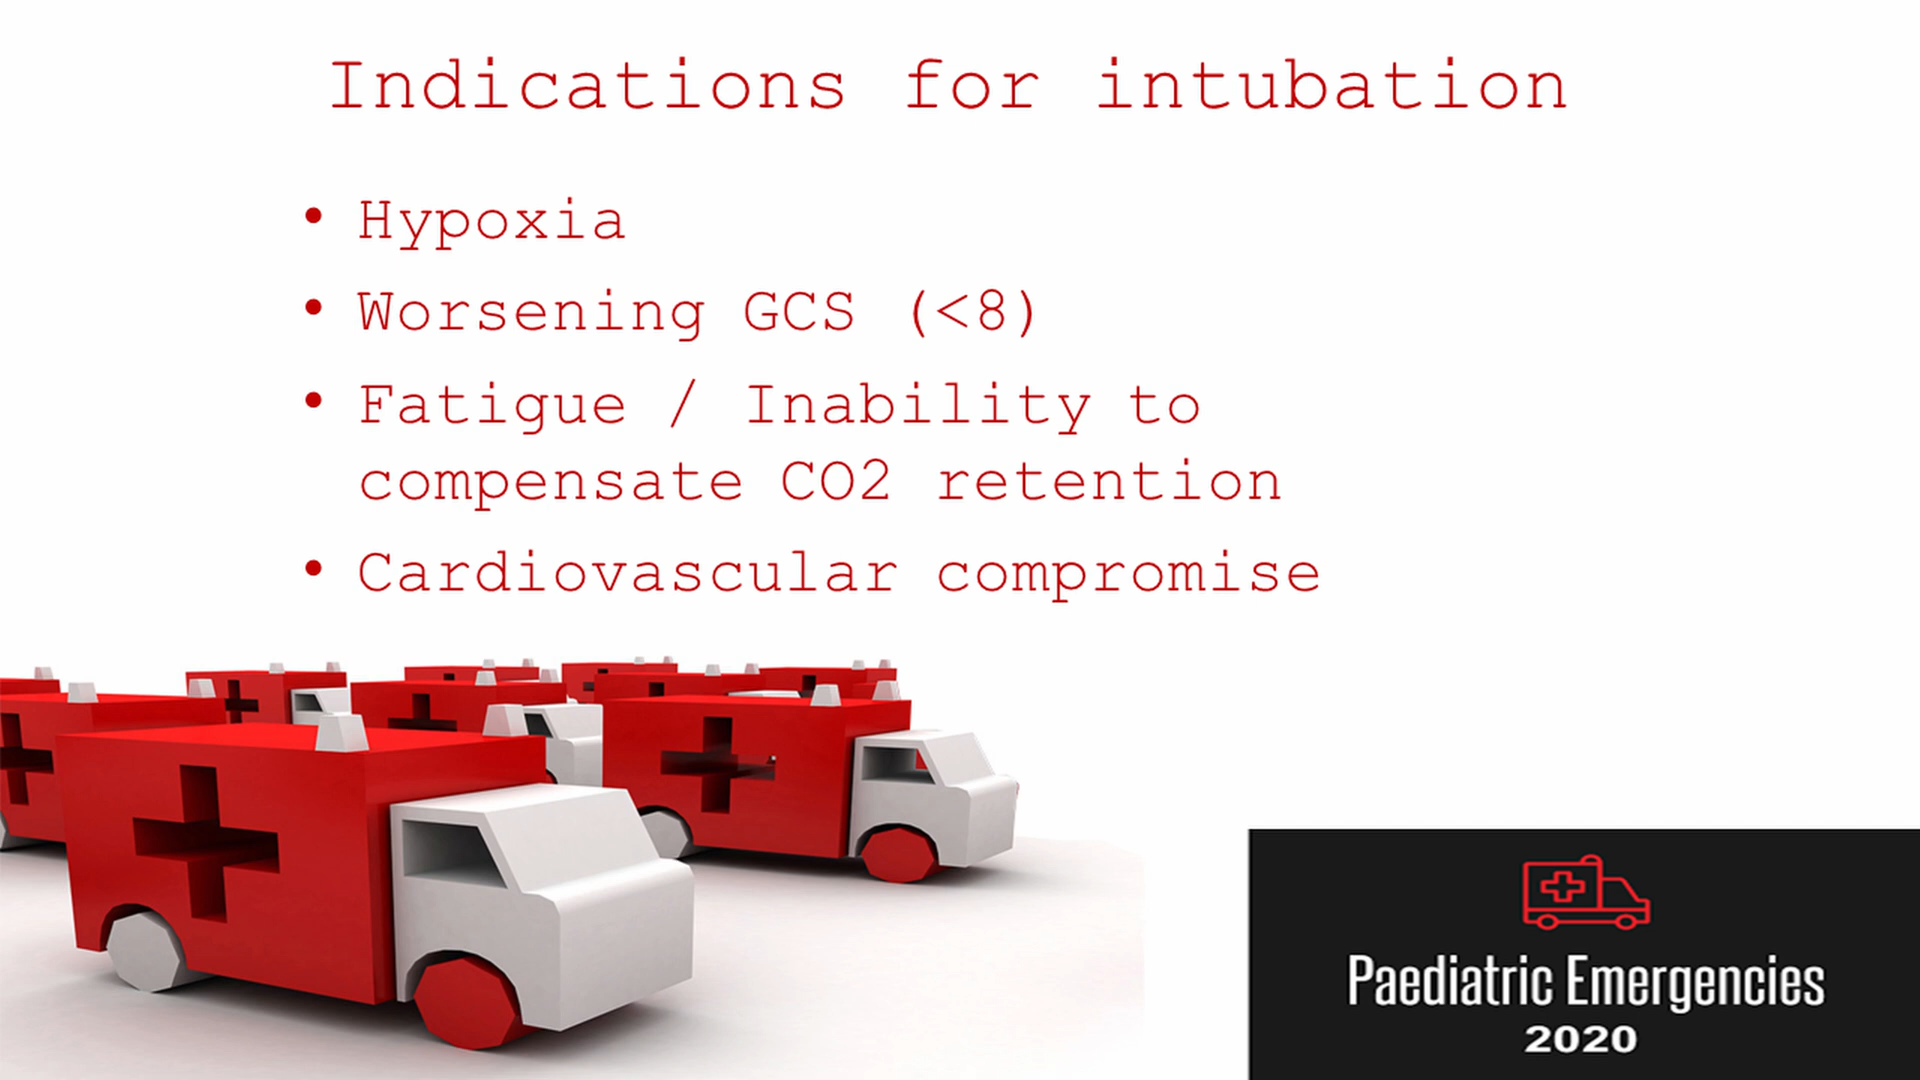 Indications for intubation
• Hypoxia
• Worsening GCS (<8)
• Fatigue / Inability to
compensate CO2 retention
• Cardiovascular compromise
Paediatric Emergencies
2020